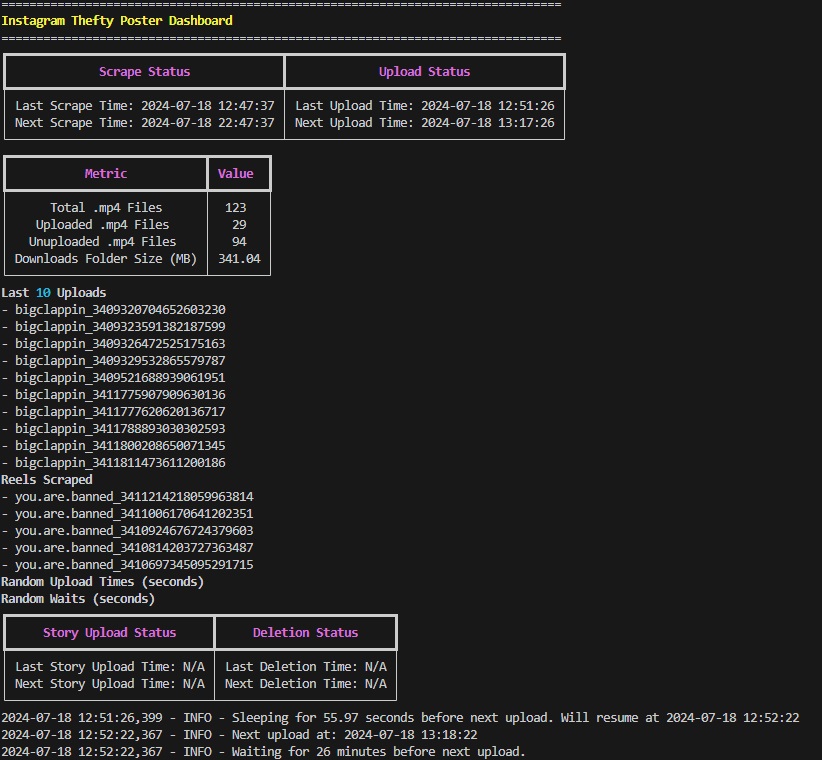 Instagram Thefty Poster Dashboard
Scrape Status Upload Status
Last Scrape Time: 2024-07-18 12:47:37 Last Upload Time: 2024-07-18 12:51:26
Next Scrape Time: 2024-07-18 22:47:37 Next Upload Time: 2024-07-18 13:17:26
Metric Value
Total .mp4 Files 123
Uploaded .mp4 Files 29
Unuploaded .mp4 Files 94
Downloads Folder Size (MB) 341.04
Last 10 Uploads
- bigclappin_3409320704652603230
- bigclappin_3409323591382187599
- bigclappin_3409326472525175163
- bigclappin_3409329532865579787
- bigclappin_3409521688939061951
- bigclappin_3411775907909630136
- bigclappin_3411777620620136717
- bigclappin_3411788893030302593
- bigclappin_3411800208650071345
- bigclappin_3411811473611200186
Reels Scraped
- you.are.banned_3411214218059963814
- you.are.banned_3411006170641202351
- you.are.banned_3410924676724379603
- you.are.banned_3410814203727363487
- you.are.banned_3410697345095291715
Random Upload Times (seconds)
Random Waits (seconds)
Story Upload Status Deletion Status
Last Story Upload Time: N/A Last Deletion Time: N/A
Next Story Upload Time: N/A Next Deletion Time: N/A
2024-07-18 12:51:26,399 - INFO - Sleeping for 55.97 seconds before next upload. Will resume at 2024-07-18 12:52:22
2024-07-18 12:52:22,367 - INFO - Next upload at: 2024-07-18 13:18:22
2024-07-18 12:52:22,367 - INFO - Waiting for 26 minutes before next upload.